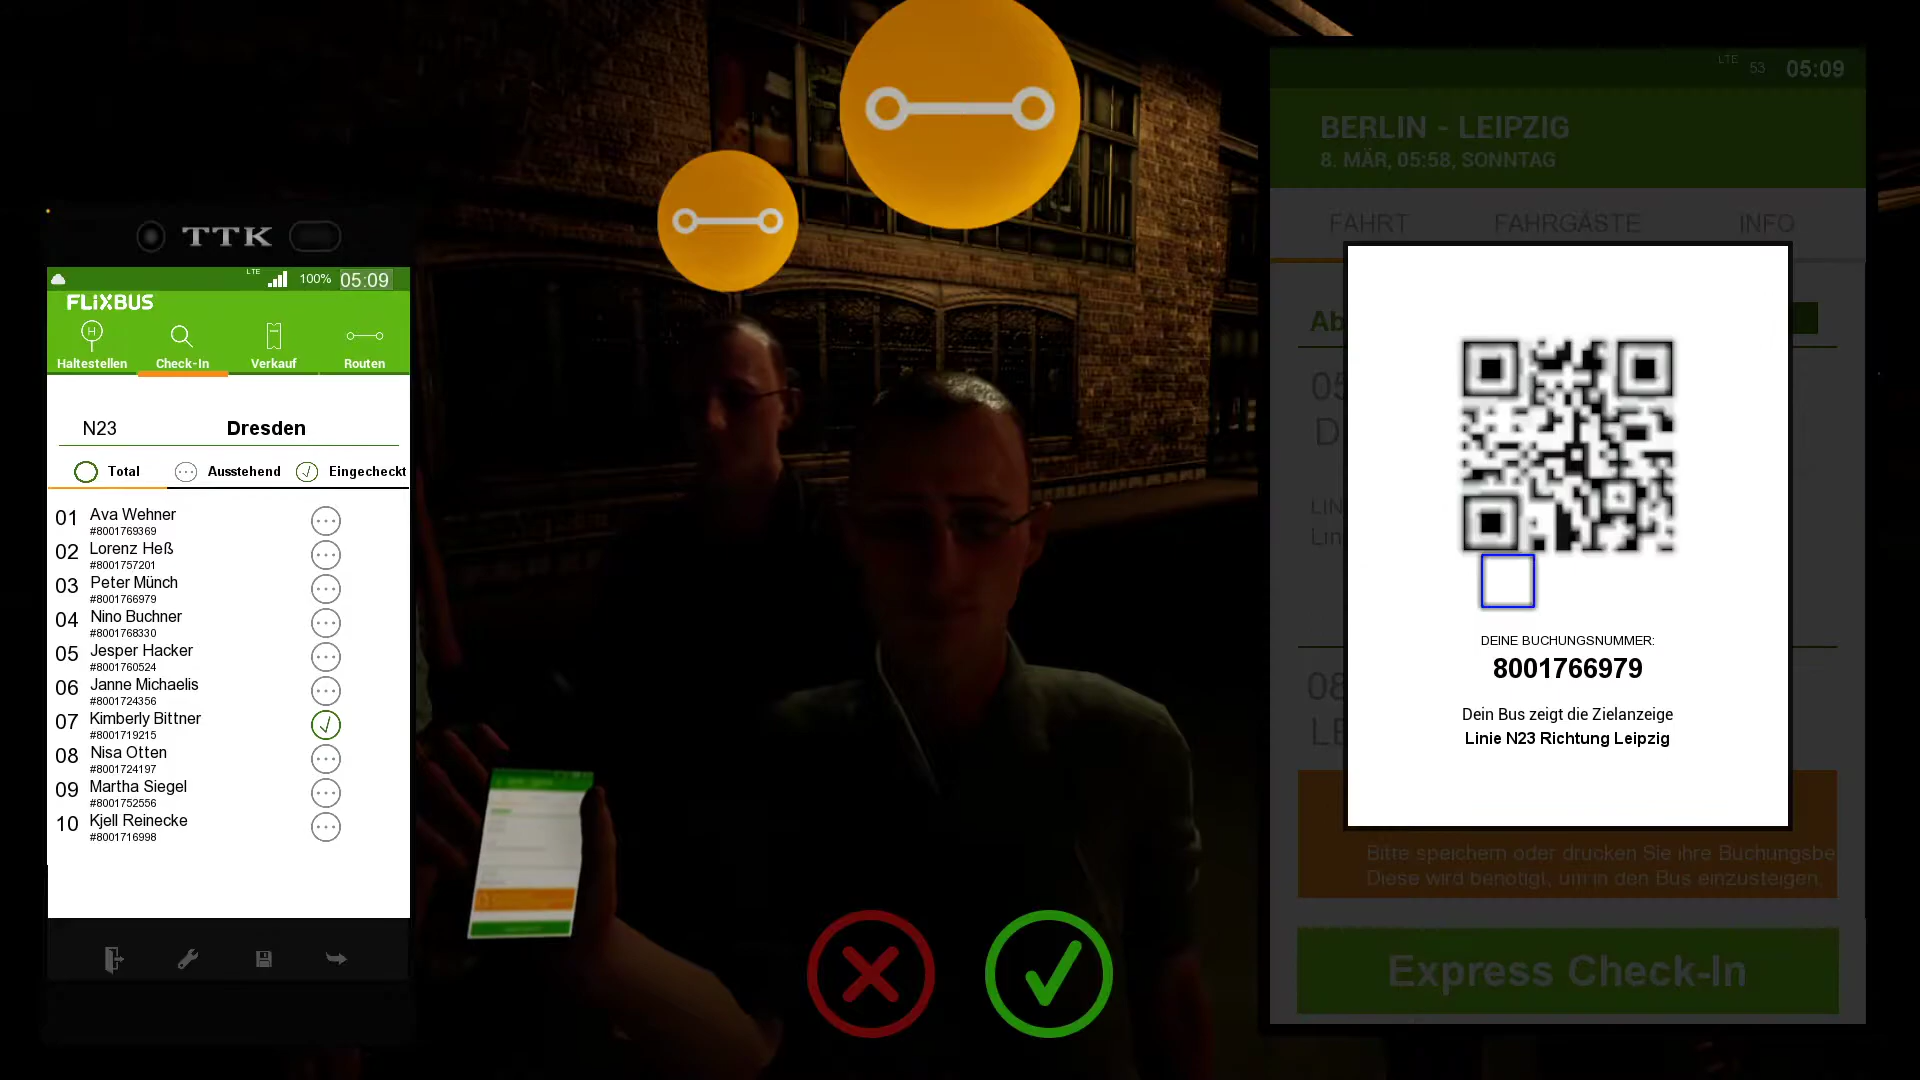 TTK
LTE 100% 05:09
FLiXBUS
Haltestellen Check-In Verkauf Routen
N23 Dresden
Total Ausstehend Eingecheckt
01 Ava Wehner
#8001769369
02 Lorenz Heß
#8001757201
03 Peter Münch
#8001766979
04 Nino Buchner
#8001768330
05 Jesper Hacker
#8001760524
06 Janne Michaelis
#8001724356
07 Kimberly Bittner
#8001719215
08 Nisa Otten
#8001724197
09 Martha Siegel
#8001752556
10 Kjell Reinecke
#8001716998
LTE 53 05:09
BERLIN - LEIPZIG
8. MÄR, 05:58, SONNTAG
FAHRT FAHRGÄSTE INFO
DEINE BUCHUNGSNUMMER:
8001766979
Dein Bus zeigt die Zielanzeige
Linie N23 Richtung Leipzig
Bitte speichern oder drucken Sie ihre Buchungsbe
Diese wird benötigt, um in den Bus einzusteigen.
Express Check-In